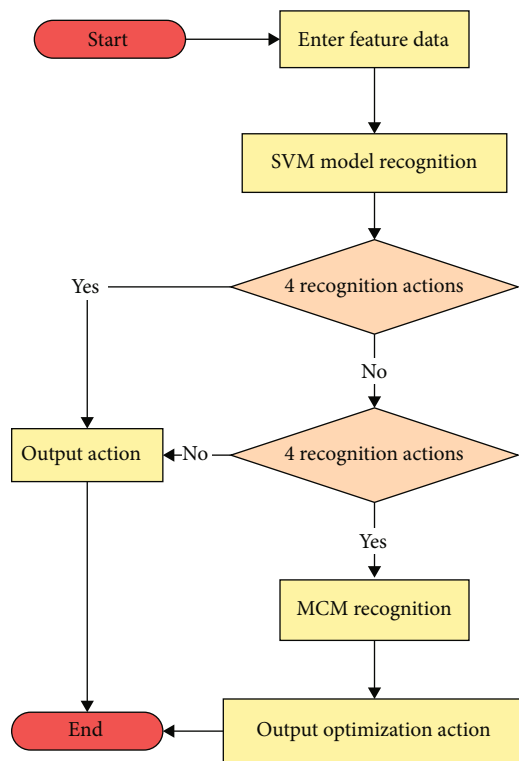 Start
Enter feature data
SVM model recognition
4 recognition actions
Yes
No
4 recognition actions
No
Output action
Yes
MCM recognition
Output optimization action
End